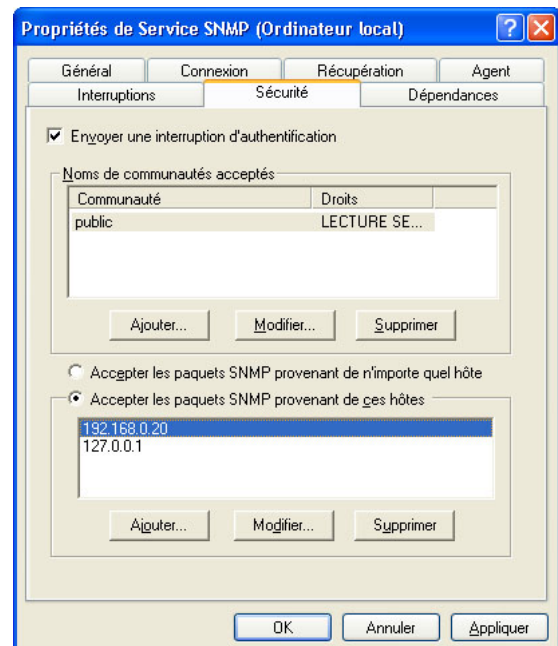 Propriétés de Service SNMP (Ordinateur local)
Général Connexion Récupération Agent
Interruptions Sécurité Dépendances
Envoyer une interruption d'authentification
Noms de communautés acceptés
Communauté Droits
public LECTURE SE...
Ajouter... Modifier... Supprimer
Accepter les paquets SNMP provenant de n'importe quel hôte
Accepter les paquets SNMP provenant de ces hôtes
192.168.0.20
127.0.0.1
Ajouter... Modifier... Supprimer
OK Annuler Appliquer